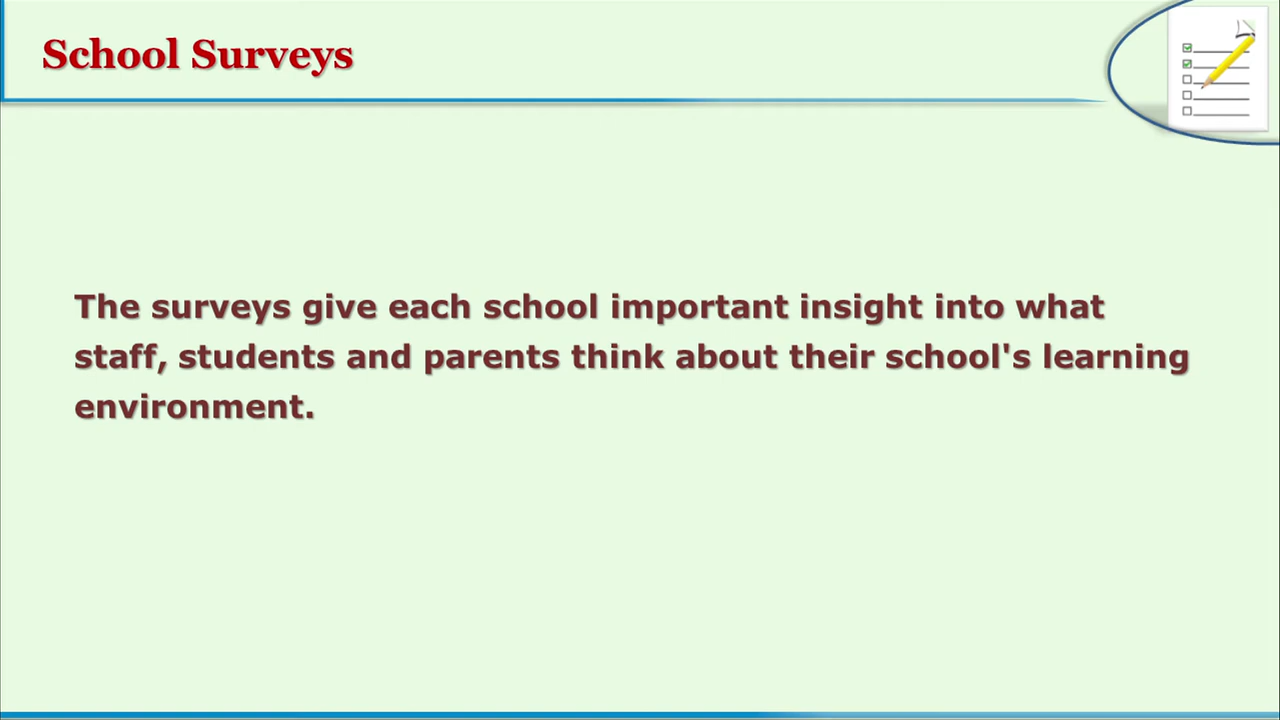 School Surveys
The surveys give each school important insight into what
staff, students and parents think about their school's learning
environment.